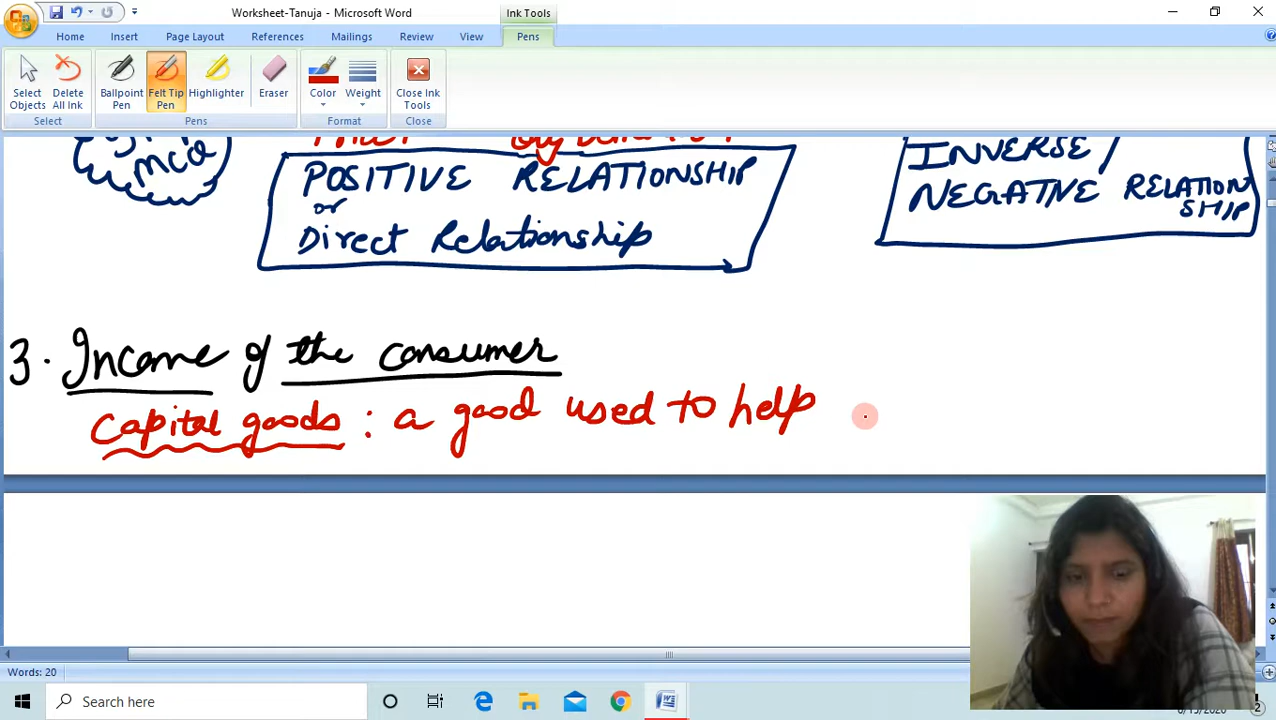 Worksheet-Tanuja - Microsoft Word
Ink Tools
Home Insert Page Layout References Mailings Review View Pens
Select Objects
Delete All Ink
Ballpoint Pen
Felt Tip Pen
Highlighter
Eraser
Color
Weight
Close Ink Tools
Select Pens Format Close
MCQ
POSITIVE RELATIONSHIP
or
Direct Relationship
INVERSE /
NEGATIVE RELATION
SHIP
3. Income of the consumer
Capital goods : a good used to help
Words: 20
Search here